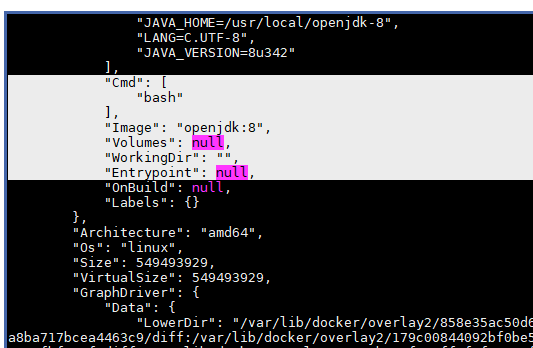 "JAVA_HOME=/usr/local/openjdk-8",
"LANG=C.UTF-8",
"JAVA_VERSION=8u342"
],
"Cmd": [
"bash"
],
"Image": "openjdk:8",
"Volumes": null,
"WorkingDir": "",
"Entrypoint": null,
"OnBuild": null,
"Labels": {}
},
"Architecture": "amd64",
"Os": "linux",
"Size": 549493929,
"VirtualSize": 549493929,
"GraphDriver": {
"Data": {
"LowerDir": "/var/lib/docker/overlay2/858e35ac50d6
a8ba717bcea4463c9/diff:/var/lib/docker/overlay2/179c00844092bf0be5